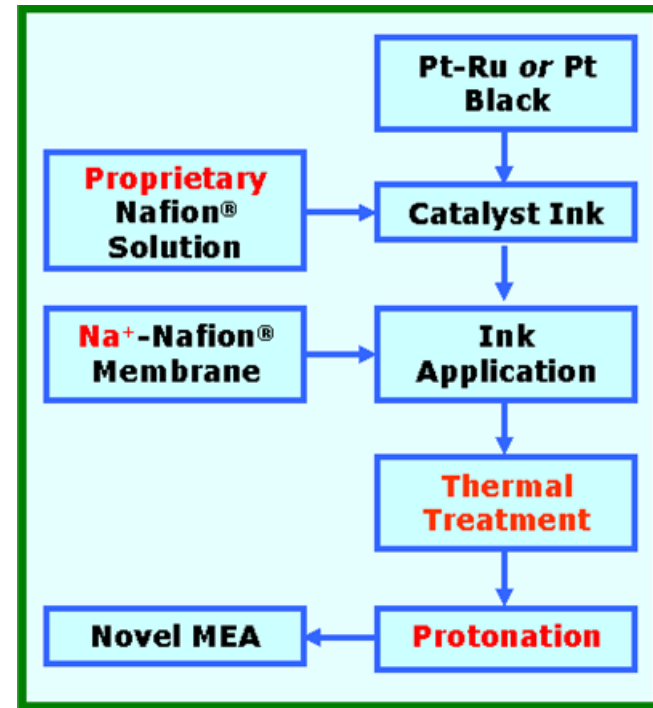 Pt-Ru or Pt
Black
Proprietary
Nafion®
Solution
Catalyst Ink
Na⁺-Nafion®
Membrane
Ink
Application
Thermal
Treatment
Novel MEA
Protonation